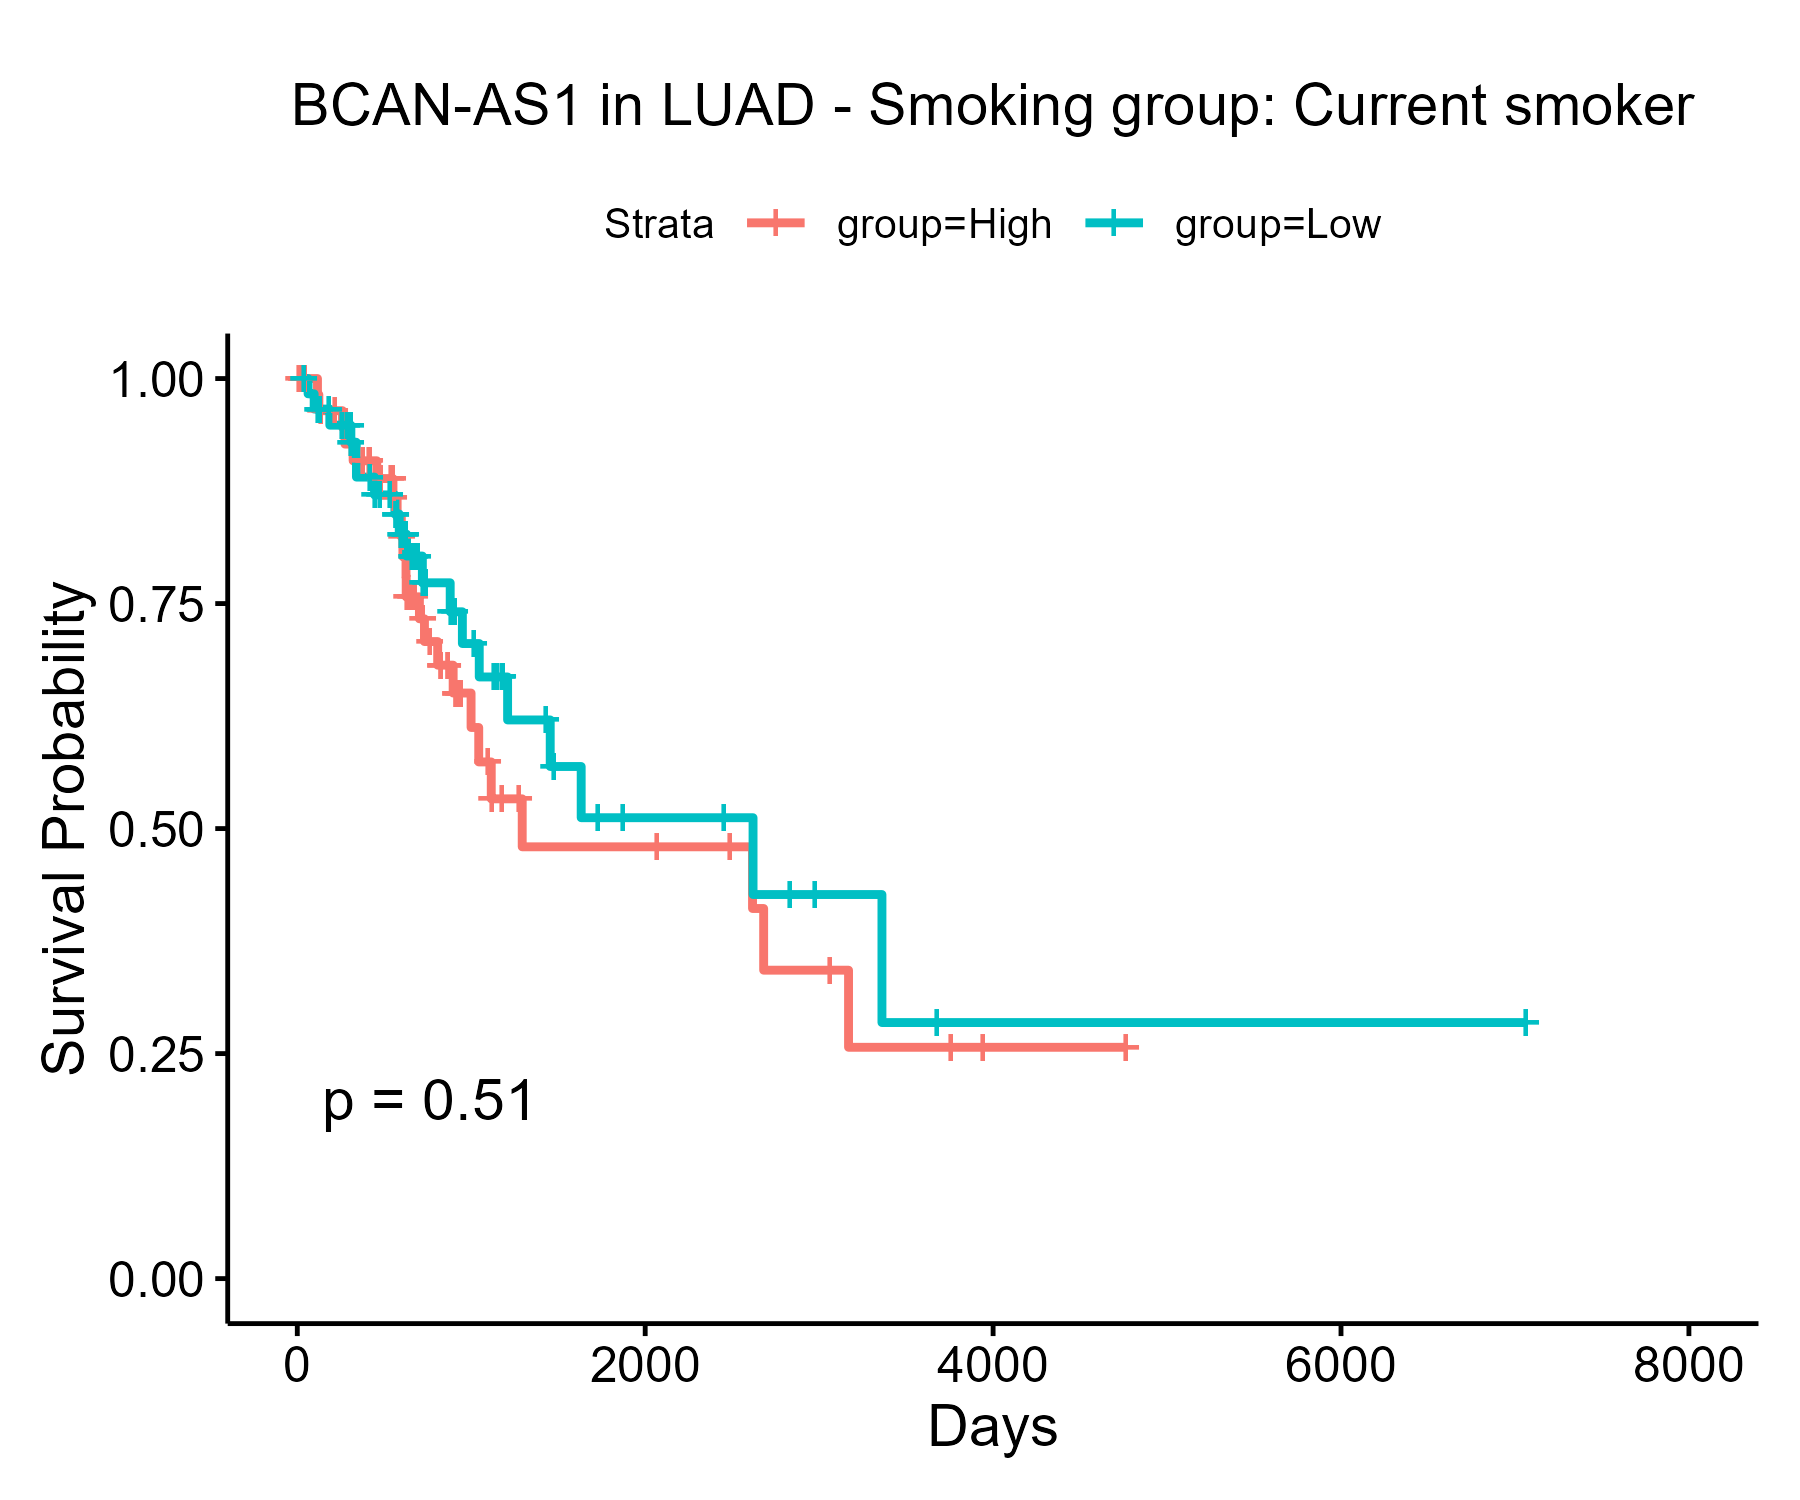 BCAN-AS1 in LUAD - Smoking group: Current smoker
Strata group=High group=Low
Survival Probability
1.00
0.75
0.50
0.25
0.00
p = 0.51
0 2000 4000 6000 8000
Days